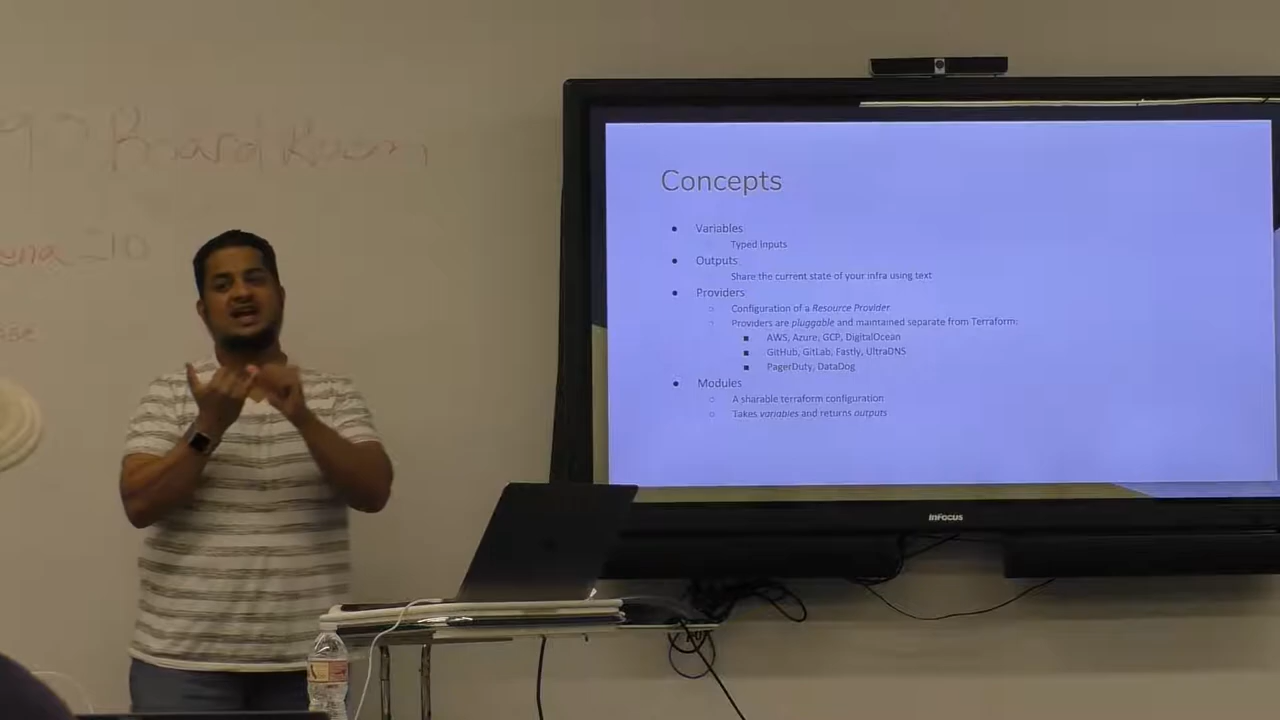 Board Room
Concepts
● Variables
Typed Inputs
● Outputs
Share the current state of your infra using text
● Providers
○ Configuration of a Resource Provider
○ Providers are pluggable and maintained separate from Terraform:
■ AWS, Azure, GCP, DigitalOcean
■ GitHub, GitLab, Fastly, UltraDNS
■ PagerDuty, DataDog
● Modules
○ A sharable terraform configuration
○ Takes variables and returns outputs
InFocus